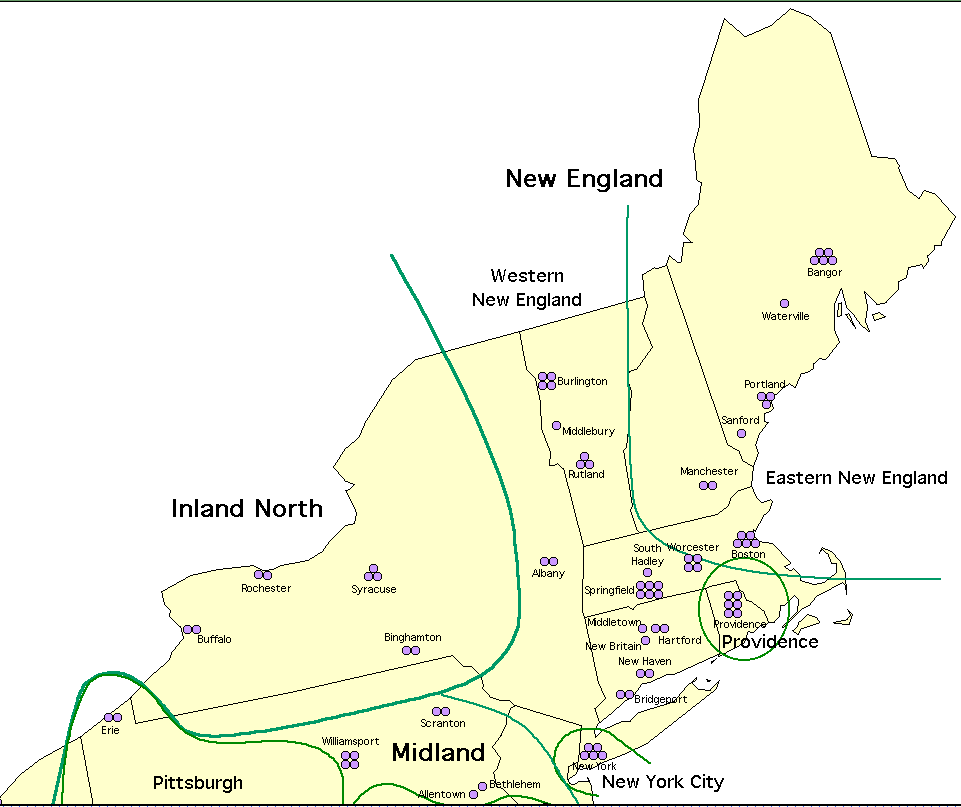 New England
Bangor
Western
New England
Waterville
Burlington
Portland
Sanford
Middlebury
Rutland
Manchester
Eastern New England
Inland North
South
Hadley
Worcester
Boston
Albany
Rochester
Syracuse
Springfield
Middletown
Providence
Buffalo
Binghamton
Hartford
New Britain
Providence
New Haven
Bridgeport
Erie
Scranton
Williamsport
Midland
New York
Pittsburgh
New York City
Bethlehem
Allentown